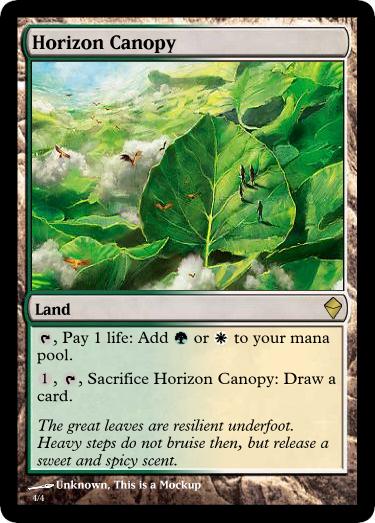 Horizon Canopy
Land
, Pay 1 life: Add or to your mana
pool.
1 , , Sacrifice Horizon Canopy: Draw a
card.
The great leaves are resilient underfoot.
Heavy steps do not bruise then, but release a
sweet and spicy scent.
Unknown, This is a Mockup
4/4